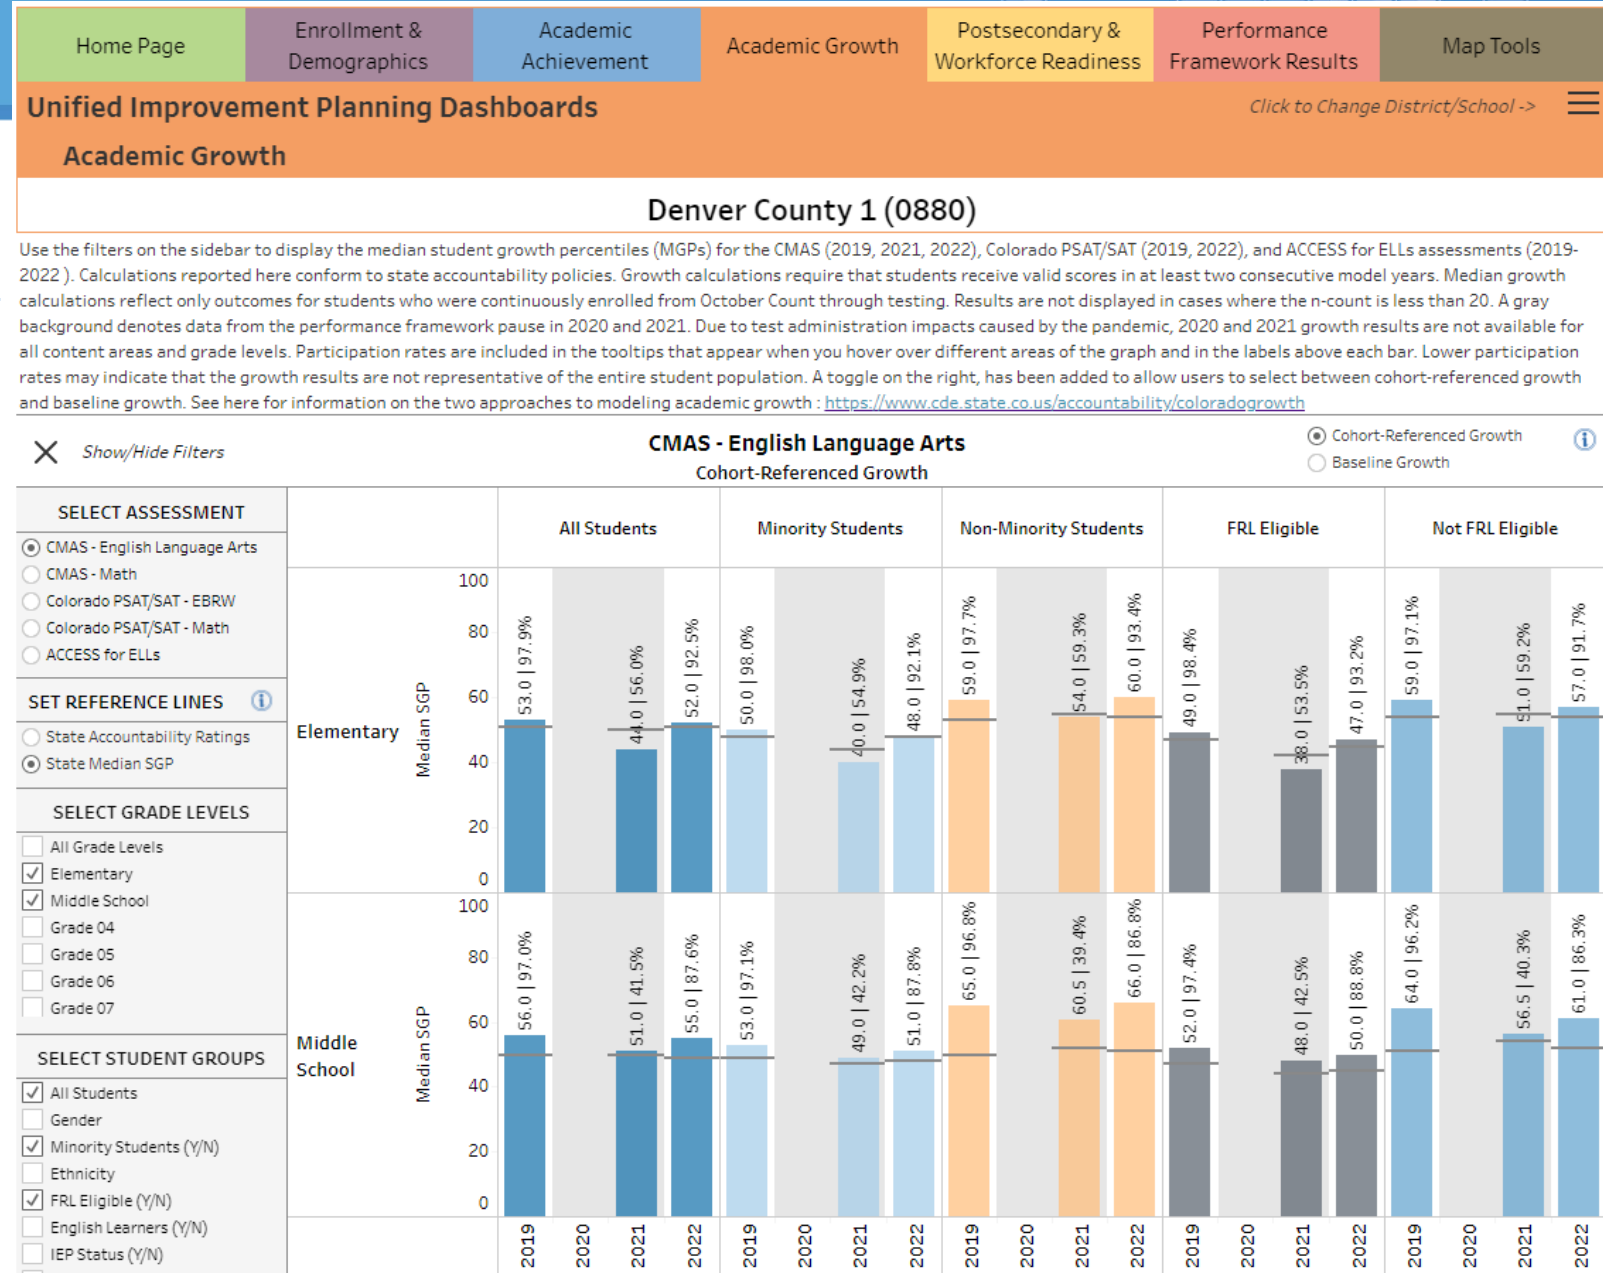 Home Page
Enrollment &
Demographics
Academic
Achievement
Academic Growth
Postsecondary &
Workforce Readiness
Performance
Framework Results
Map Tools
Unified Improvement Planning Dashboards
Click to Change District/School ->
Academic Growth
Denver County 1 (0880)
Use the filters on the sidebar to display the median student growth percentiles (MGPs) for the CMAS (2019, 2021, 2022), Colorado PSAT/SAT (2019, 2022), and ACCESS for ELLs assessments (2019-
2022 ). Calculations reported here conform to state accountability policies. Growth calculations require that students receive valid scores in at least two consecutive model years. Median growth
calculations reflect only outcomes for students who were continuously enrolled from October Count through testing. Results are not displayed in cases where the n-count is less than 20. A gray
background denotes data from the performance framework pause in 2020 and 2021. Due to test administration impacts caused by the pandemic, 2020 and 2021 growth results are not available for
all content areas and grade levels. Participation rates are included in the tooltips that appear when you hover over different areas of the graph and in the labels above each bar. Lower participation
rates may indicate that the growth results are not representative of the entire student population. A toggle on the right, has been added to allow users to select between cohort-referenced growth
and baseline growth. See here for information on the two approaches to modeling academic growth : https://www.cde.state.co.us/accountability/coloradogrowth
Show/Hide Filters
CMAS - English Language Arts
Cohort-Referenced Growth
Cohort-Referenced Growth
Baseline Growth
SELECT ASSESSMENT
CMAS - English Language Arts
CMAS - Math
Colorado PSAT/SAT - EBRW
Colorado PSAT/SAT - Math
ACCESS for ELLs
SET REFERENCE LINES
State Accountability Ratings
State Median SGP
SELECT GRADE LEVELS
All Grade Levels
Elementary
Middle School
Grade 04
Grade 05
Grade 06
Grade 07
SELECT STUDENT GROUPS
All Students
Gender
Minority Students (Y/N)
Ethnicity
FRL Eligible (Y/N)
English Learners (Y/N)
IEP Status (Y/N)
All Students
Minority Students
Non-Minority Students
FRL Eligible
Not FRL Eligible
Elementary
Median SGP
100
80
60
40
20
0
53.0 | 97.9%
44.0 | 56.0%
52.0 | 92.5%
50.0 | 98.0%
40.0 | 54.9%
48.0 | 92.1%
59.0 | 97.7%
54.0 | 59.3%
60.0 | 93.4%
49.0 | 98.4%
38.0 | 53.5%
47.0 | 93.2%
59.0 | 97.1%
51.0 | 59.2%
57.0 | 91.7%
Middle
School
Median SGP
100
80
60
40
20
0
56.0 | 97.0%
51.0 | 41.5%
55.0 | 87.6%
53.0 | 97.1%
49.0 | 42.2%
51.0 | 87.8%
65.0 | 96.8%
60.5 | 39.4%
66.0 | 86.8%
52.0 | 97.4%
48.0 | 42.5%
50.0 | 88.8%
64.0 | 96.2%
56.5 | 40.3%
61.0 | 86.3%
2019
2020
2021
2022
2019
2020
2021
2022
2019
2020
2021
2022
2019
2020
2021
2022
2019
2020
2021
2022